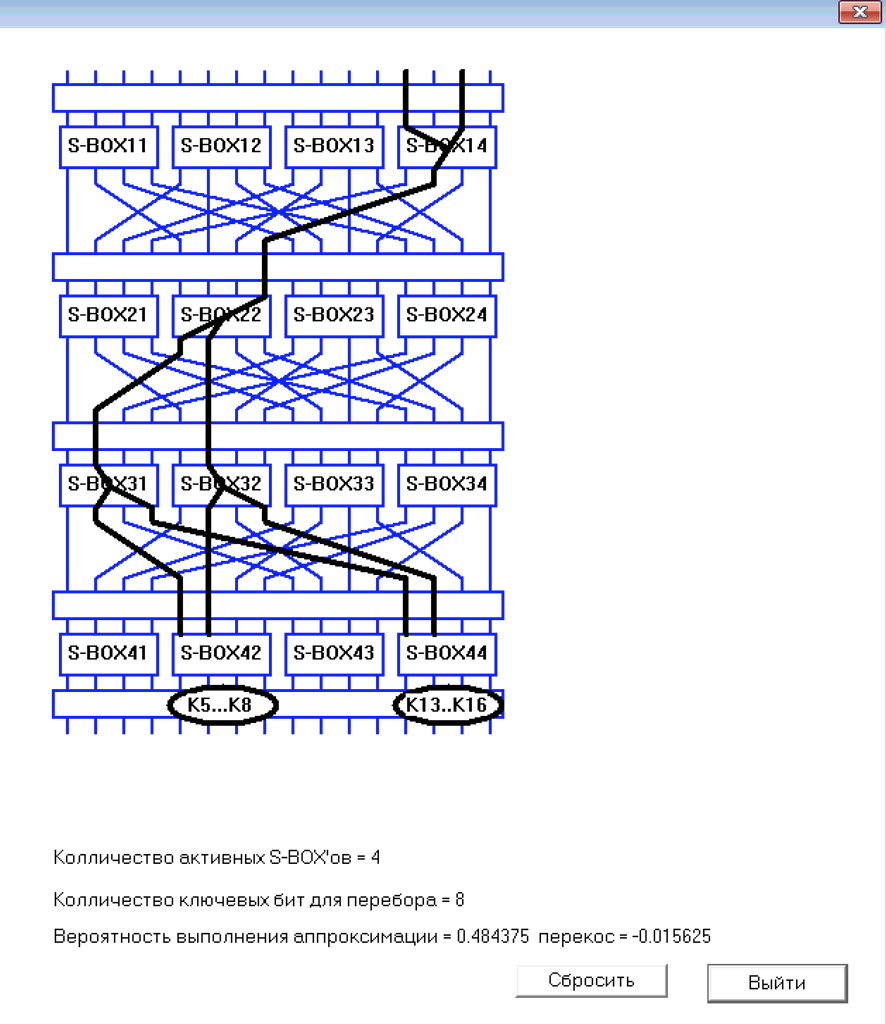 S-BOX11 S-BOX12 S-BOX13 S-BOX14
S-BOX21 S-BOX22 S-BOX23 S-BOX24
S-BOX31 S-BOX32 S-BOX33 S-BOX34
S-BOX41 S-BOX42 S-BOX43 S-BOX44
K5...K8 K13..K16
Колличество активных S-BOX'ов = 4
Колличество ключевых бит для перебора = 8
Вероятность выполнения аппроксимации = 0.484375 перекос = -0.015625
Сбросить Выйти